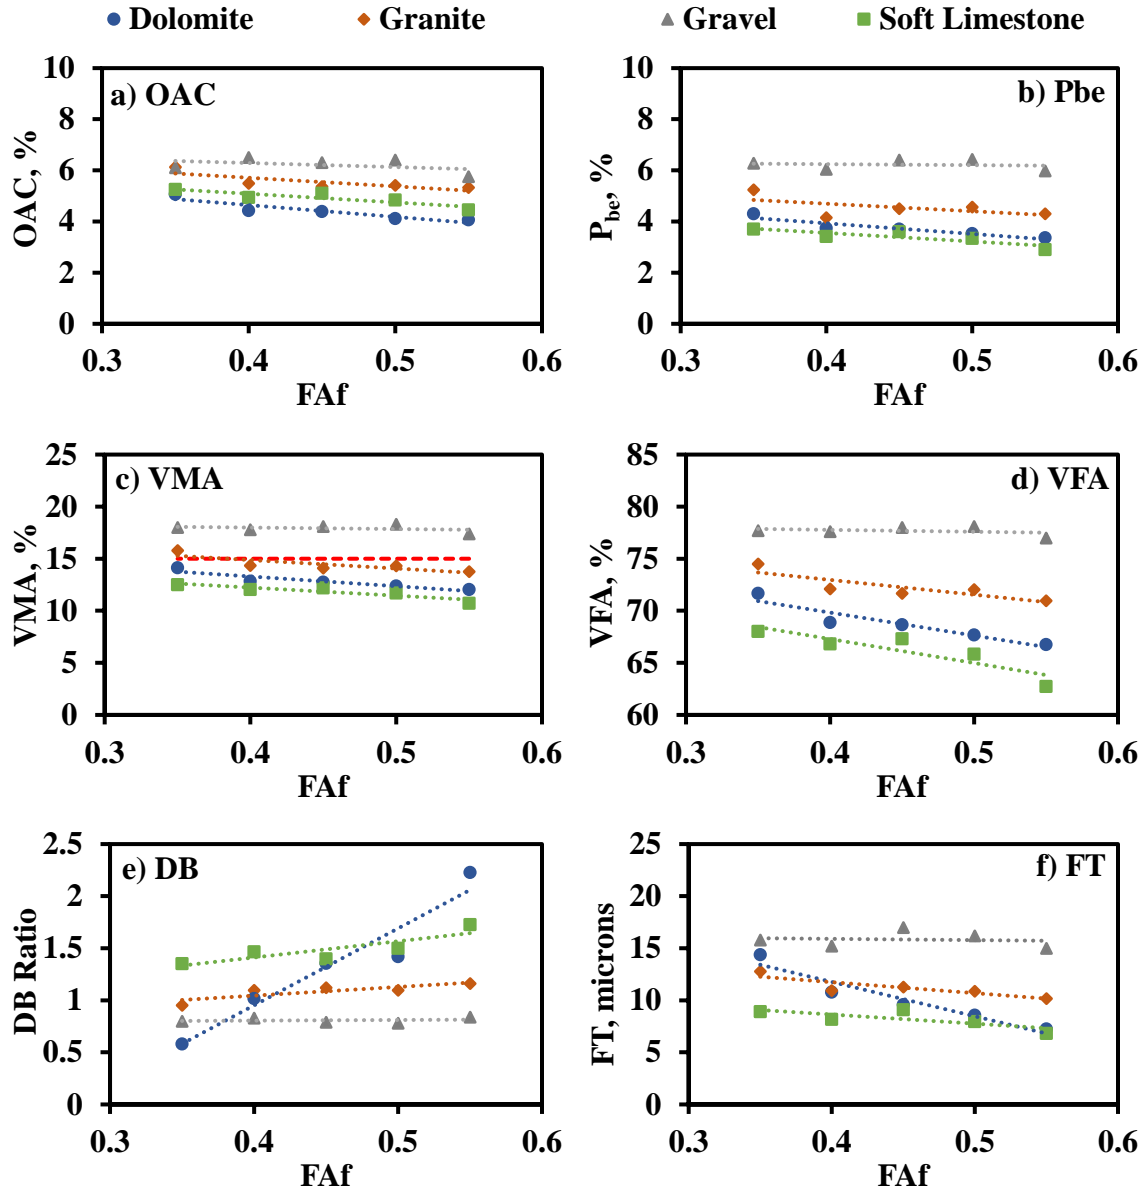 Dolomite Granite Gravel Soft Limestone
a) OAC
OAC, %
10
8
6
4
2
0
0.3 0.4 0.5 0.6
FAf
b) Pbe
Pbe, %
10
8
6
4
2
0
0.3 0.4 0.5 0.6
FAf
c) VMA
VMA, %
25
20
15
10
5
0
0.3 0.4 0.5 0.6
FAf
d) VFA
VFA, %
85
80
75
70
65
60
0.3 0.4 0.5 0.6
FAf
e) DB
DB Ratio
2.5
2
1.5
1
0.5
0
0.3 0.4 0.5 0.6
FAf
f) FT
FT, microns
25
20
15
10
5
0
0.3 0.4 0.5 0.6
FAf